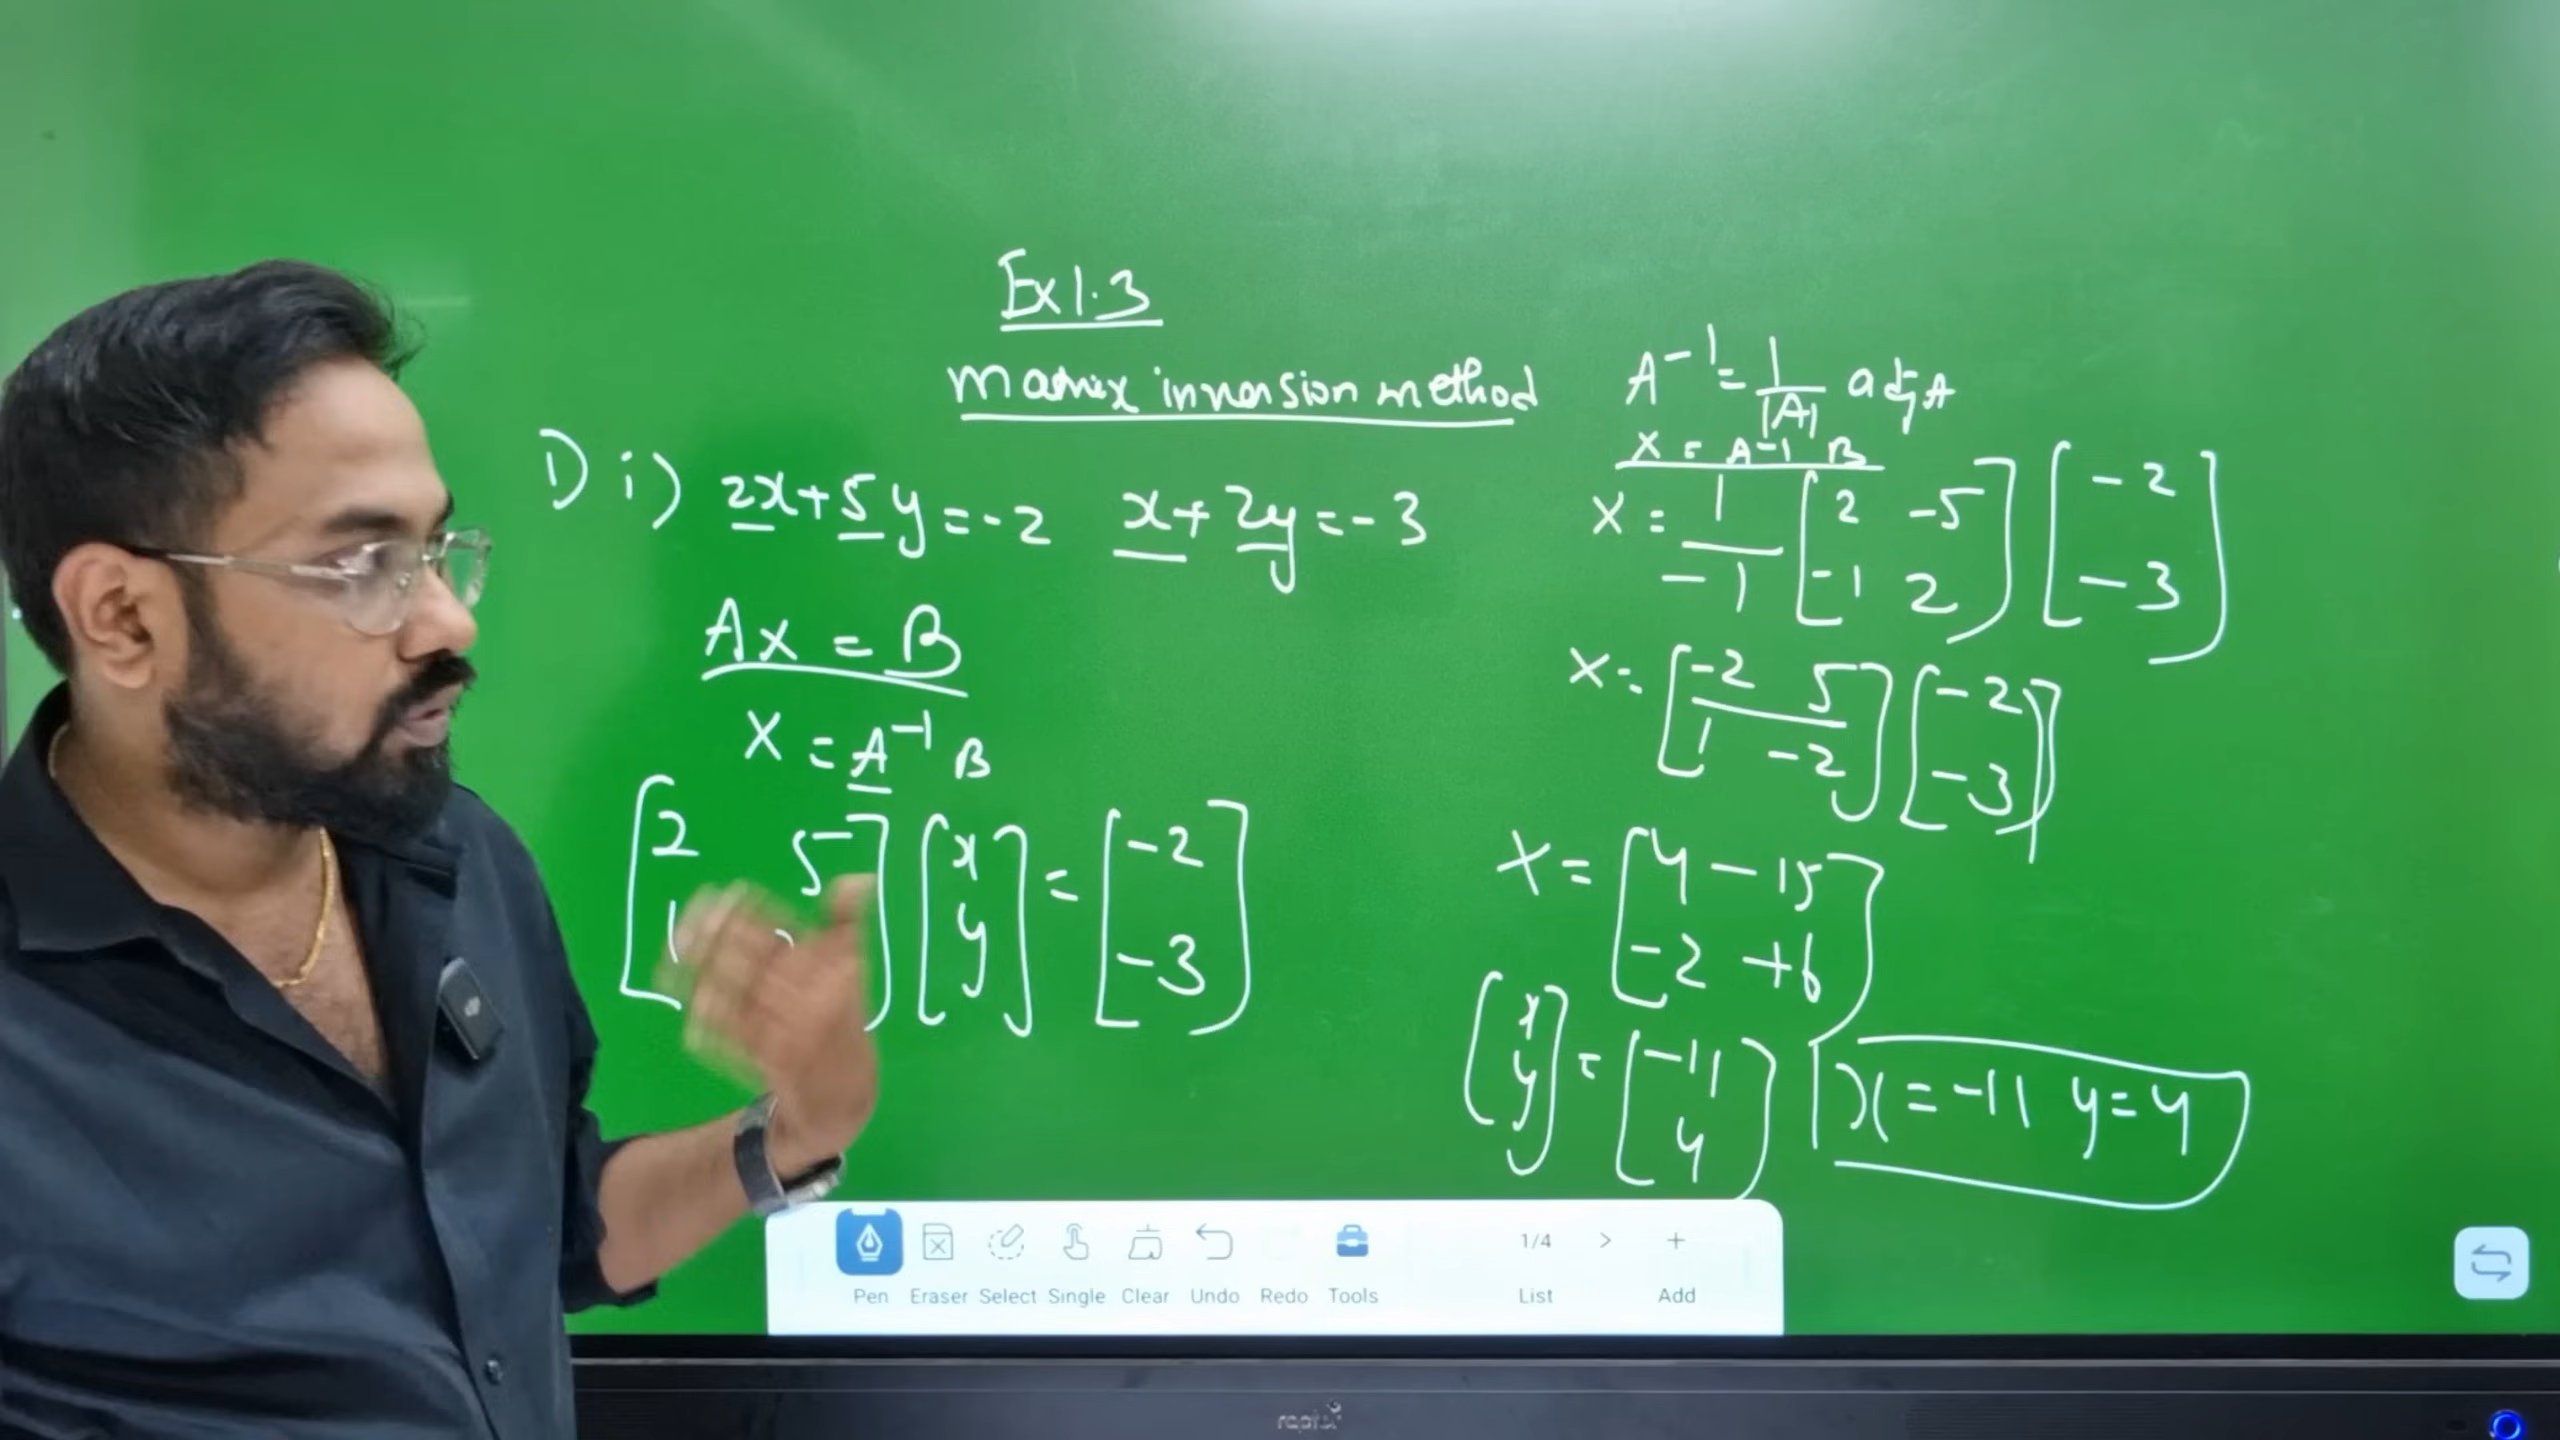 Ex 1.3
Matrix inversion method
1) i) 2x+5y=-2 x+2y=-3
Ax = B
X = A⁻¹ B
[2 5] [x] = [-2]
[1 ] [y] [-3]
A⁻¹ = 1/|A| adj A
X = A⁻¹ B
X = 1/-1 [2 -5] [-2]
[-1 2] [-3]
X = [-2 5] [-2]
[1 -2] [-3]
X = [4 - 15]
[-2 +6]
[x] = [-11]
[y] [4]
x = -11 y = 4
Pen Eraser Select Single Clear Undo Redo Tools
1/4 > +
List Add